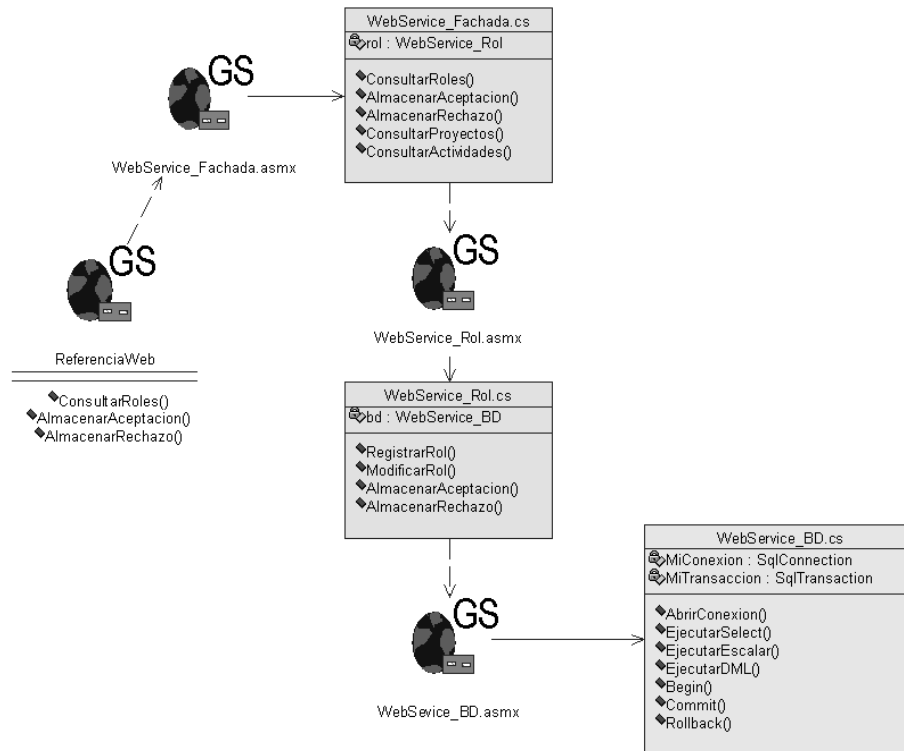 WebService_Fachada.cs
rol : WebService_Rol
ConsultarRoles()
AlmacenarAceptacion()
AlmacenarRechazo()
ConsultarProyectos()
ConsultarActividades()
GS
WebService_Fachada.asmx
GS
ReferenciaWeb
ConsultarRoles()
AlmacenarAceptacion()
AlmacenarRechazo()
GS
WebService_Rol.asmx
WebService_Rol.cs
bd : WebService_BD
RegistrarRol()
ModificarRol()
AlmacenarAceptacion()
AlmacenarRechazo()
GS
WebSevice_BD.asmx
WebService_BD.cs
MiConexion : SqlConnection
MiTransaccion : SqlTransaction
AbrirConexion()
EjecutarSelect()
EjecutarEscalar()
EjecutarDML()
Begin()
Commit()
Rollback()